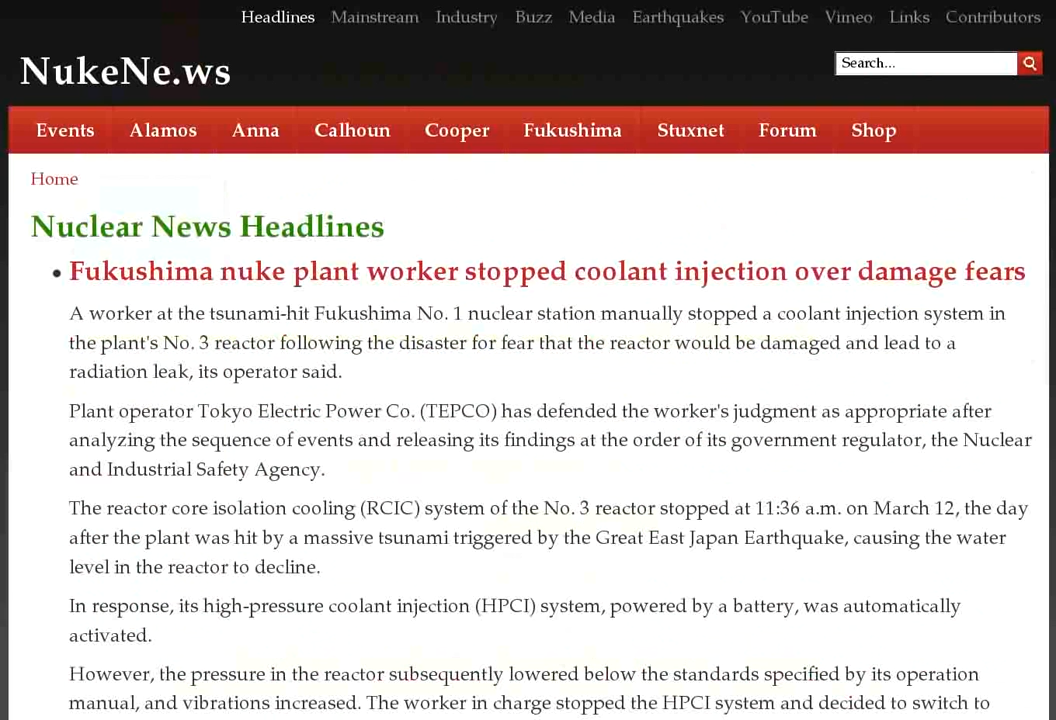 Headlines Mainstream Industry Buzz Media Earthquakes YouTube Vimeo Links Contributors
NukeNe.ws
Search...
Events Alamos Anna Calhoun Cooper Fukushima Stuxnet Forum Shop
Home
Nuclear News Headlines
• Fukushima nuke plant worker stopped coolant injection over damage fears
A worker at the tsunami-hit Fukushima No. 1 nuclear station manually stopped a coolant injection system in
the plant's No. 3 reactor following the disaster for fear that the reactor would be damaged and lead to a
radiation leak, its operator said.
Plant operator Tokyo Electric Power Co. (TEPCO) has defended the worker's judgment as appropriate after
analyzing the sequence of events and releasing its findings at the order of its government regulator, the Nuclear
and Industrial Safety Agency.
The reactor core isolation cooling (RCIC) system of the No. 3 reactor stopped at 11:36 a.m. on March 12, the day
after the plant was hit by a massive tsunami triggered by the Great East Japan Earthquake, causing the water
level in the reactor to decline.
In response, its high-pressure coolant injection (HPCI) system, powered by a battery, was automatically
activated.
However, the pressure in the reactor subsequently lowered below the standards specified by its operation
manual, and vibrations increased. The worker in charge stopped the HPCI system and decided to switch to